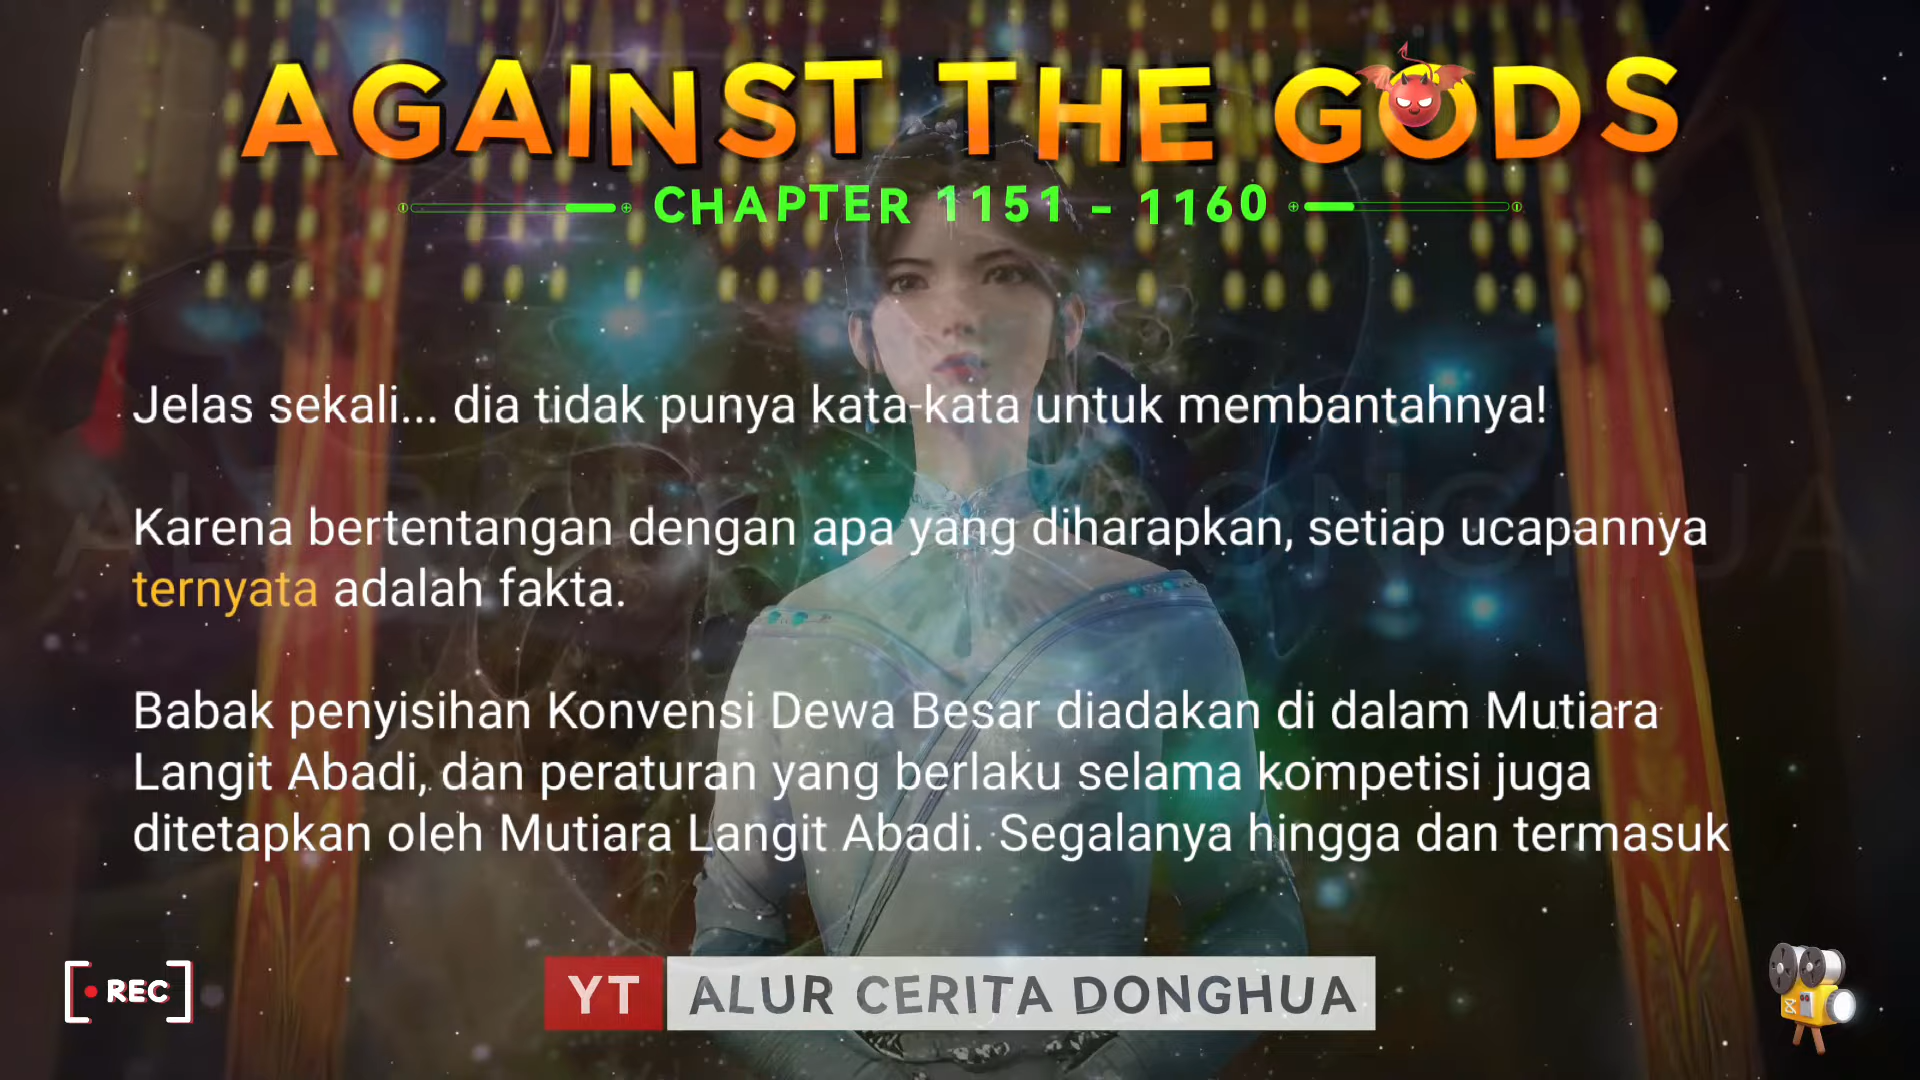 AGAINST THE GODS
CHAPTER 1151 - 1160
Jelas sekali... dia tidak punya kata-kata untuk membantahnya!
Karena bertentangan dengan apa yang diharapkan, setiap ucapannya
ternyata adalah fakta.
Babak penyisihan Konvensi Dewa Besar diadakan di dalam Mutiara
Langit Abadi, dan peraturan yang berlaku selama kompetisi juga
ditetapkan oleh Mutiara Langit Abadi. Segalanya hingga dan termasuk
REC
YT ALUR CERITA DONGHUA